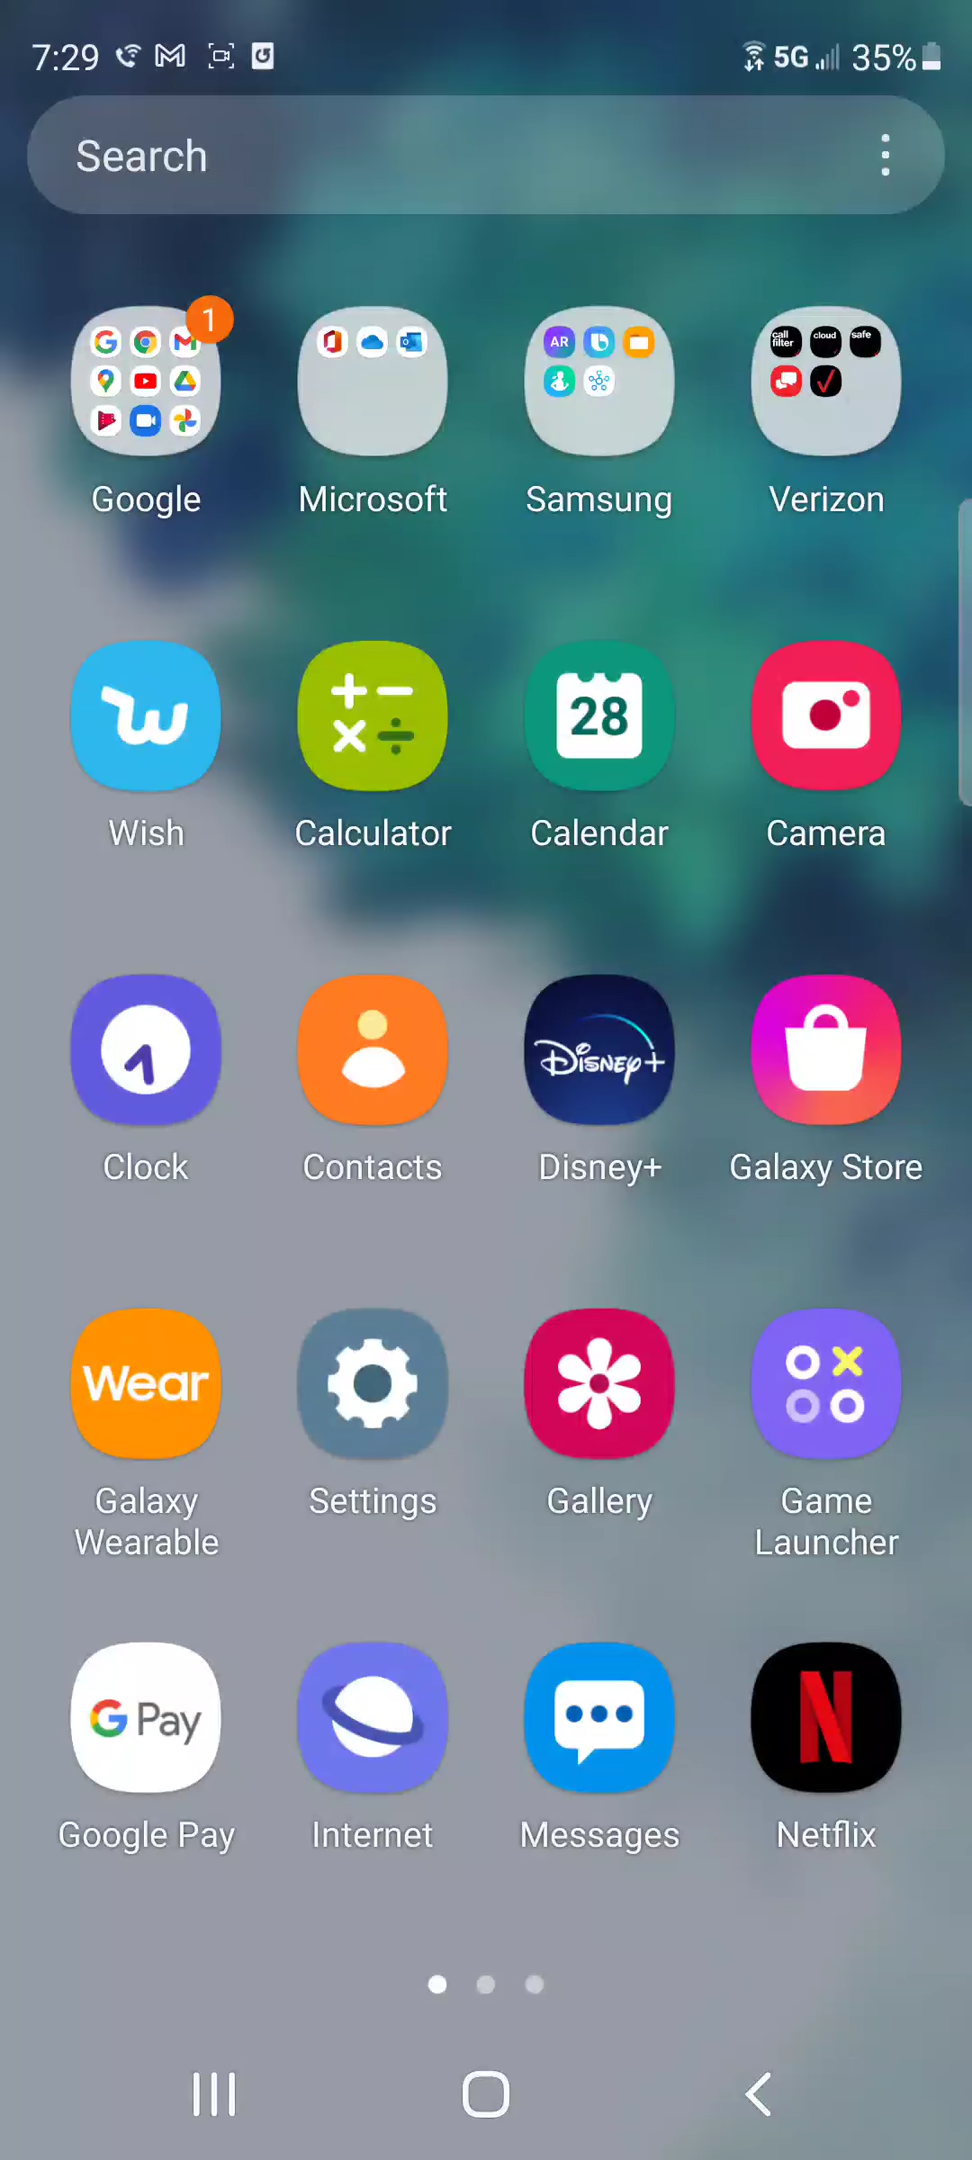 7:29 5G 35%
Search
1
AR
call filter cloud safe
Google Microsoft Samsung Verizon
28
Wish Calculator Calendar Camera
Disney+
Clock Contacts Disney+ Galaxy Store
Wear
Galaxy Wearable Settings Gallery Game Launcher
G Pay N
Google Pay Internet Messages Netflix